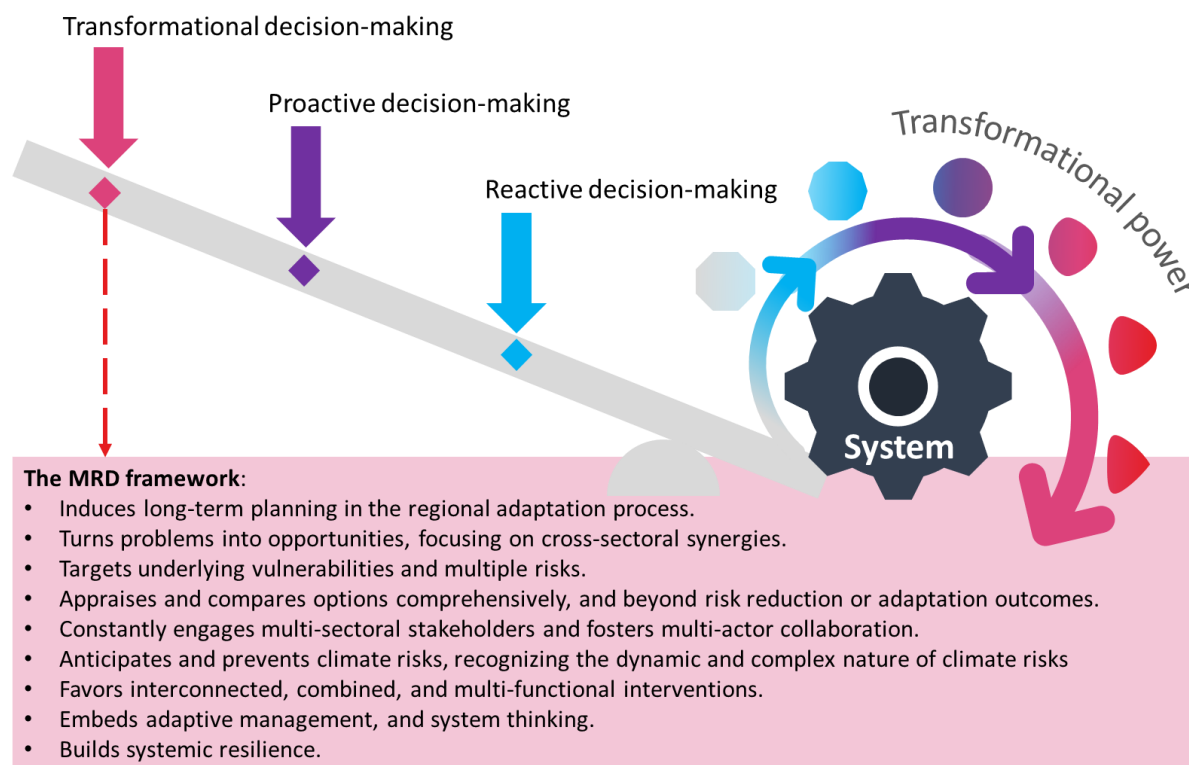 Transformational decision-making
Proactive decision-making
Reactive decision-making
Transformational power
System
The MRD framework:
• Induces long-term planning in the regional adaptation process.
• Turns problems into opportunities, focusing on cross-sectoral synergies.
• Targets underlying vulnerabilities and multiple risks.
• Appraises and compares options comprehensively, and beyond risk reduction or adaptation outcomes.
• Constantly engages multi-sectoral stakeholders and fosters multi-actor collaboration.
• Anticipates and prevents climate risks, recognizing the dynamic and complex nature of climate risks
• Favors interconnected, combined, and multi-functional interventions.
• Embeds adaptive management, and system thinking.
• Builds systemic resilience.